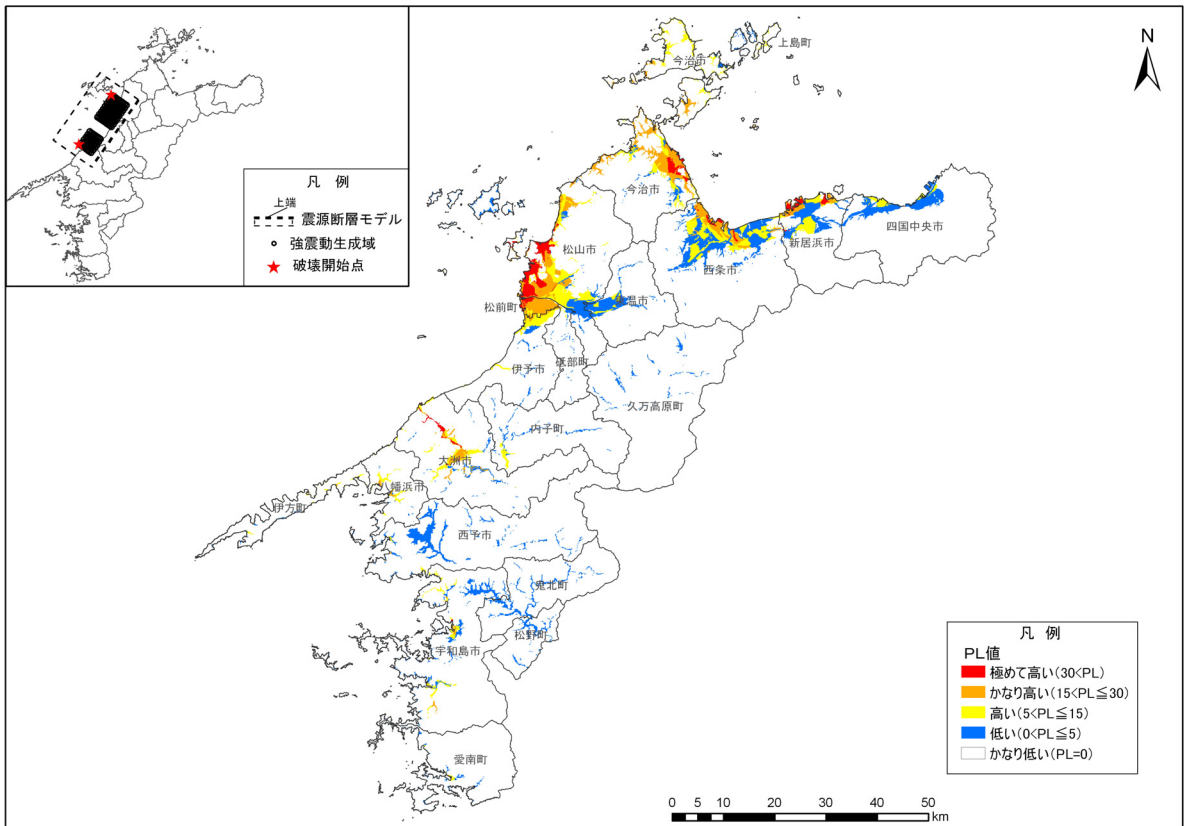 凡 例
上端
震源断層モデル
強震動生成域
破壊開始点
N
上島町
今治市
今治市
松山市
新居浜市
四国中央市
西条市
東温市
松前町
伊予市
砥部町
久万高原町
内子町
大洲市
八幡浜市
伊方町
西予市
鬼北町
松野町
宇和島市
愛南町
凡 例
PL値
極めて高い(30<PL)
かなり高い(15<PL≦30)
高い(5<PL≦15)
低い(0<PL≦5)
かなり低い(PL=0)
0 5 10 20 30 40 50
km